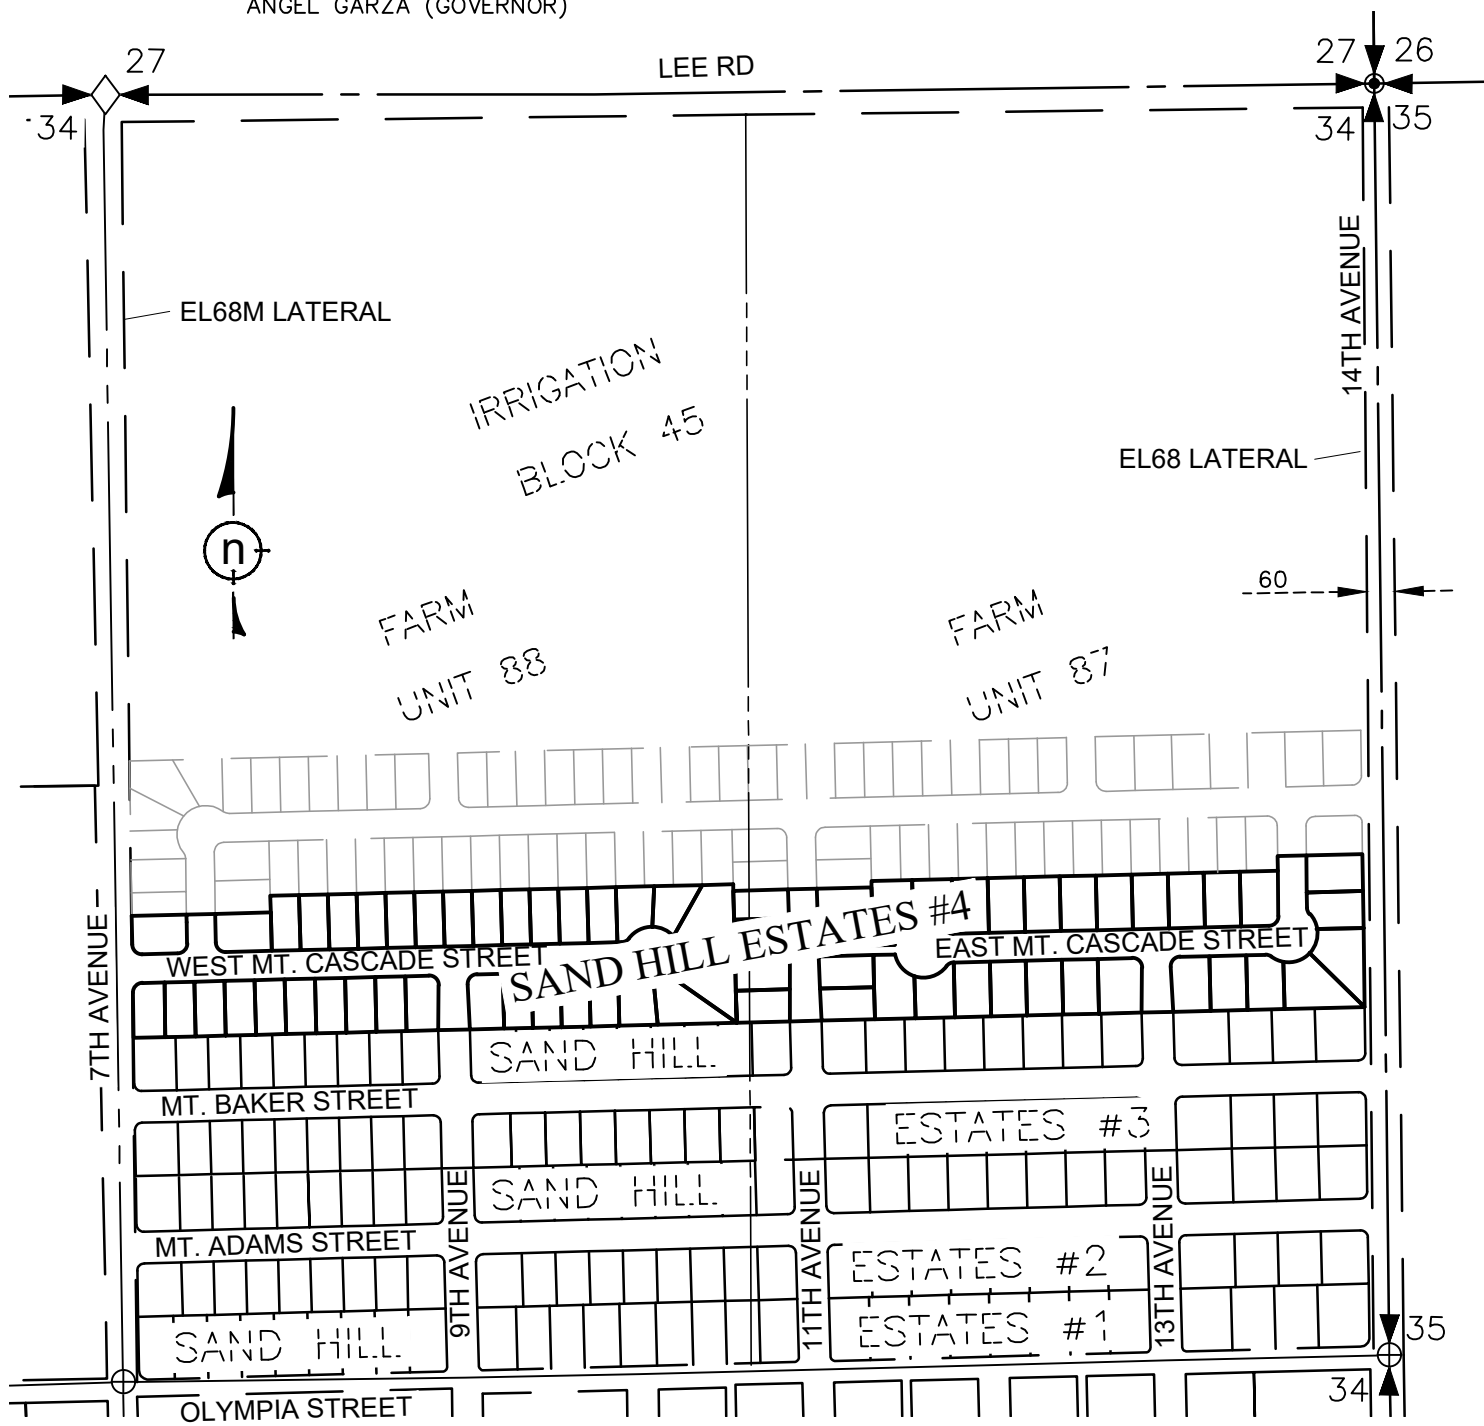 ANGEL GARZA (GOVERNOR)
27
LEE RD
27 26
34
34 35
EL68M LATERAL
14TH AVENUE
IRRIGATION
BLOCK 45
EL68 LATERAL
n
60
FARM
UNIT 88
FARM
UNIT 87
7TH AVENUE
SAND HILL ESTATES #4
WEST MT. CASCADE STREET
EAST MT. CASCADE STREET
SAND HILL
MT. BAKER STREET
ESTATES #3
9TH AVENUE
SAND HILL
11TH AVENUE
13TH AVENUE
MT. ADAMS STREET
ESTATES #2
SAND HILL
ESTATES #1
35
34
OLYMPIA STREET